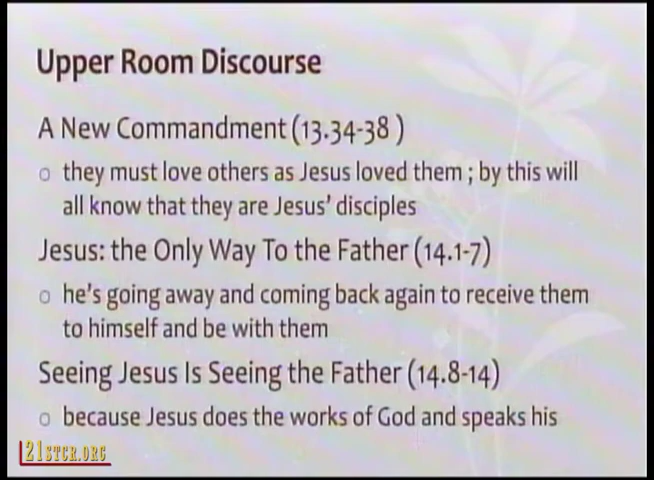 Upper Room Discourse
A New Commandment (13.34-38 )
o they must love others as Jesus loved them ; by this will
all know that they are Jesus' disciples
Jesus: the Only Way To the Father (14.1-7)
o he's going away and coming back again to receive them
to himself and be with them
Seeing Jesus Is Seeing the Father (14.8-14)
o because Jesus does the works of God and speaks his
21STCR.ORG